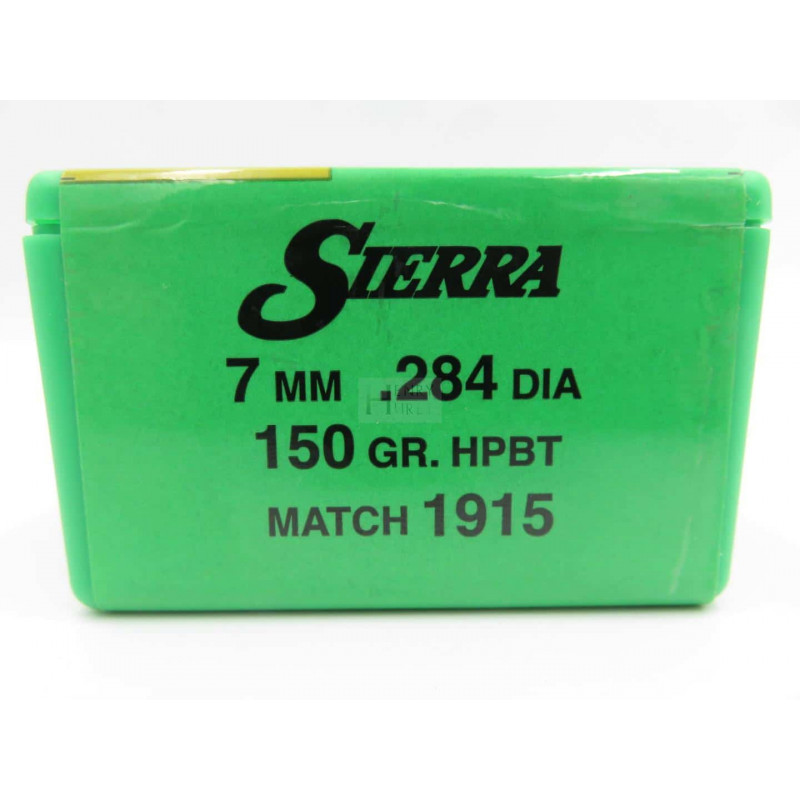 SIERRA
7 MM .284 DIA
150 GR. HPBT
MATCH 1915